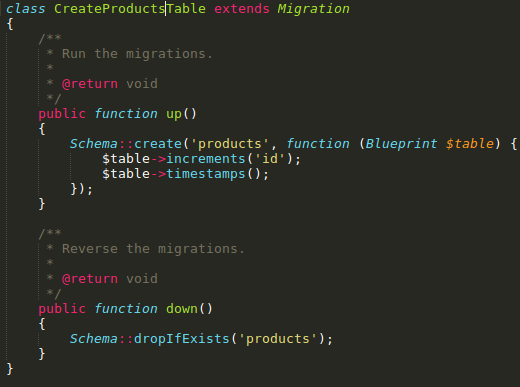 class CreateProductsTable extends Migration
{
    /**
     * Run the migrations.
     *
     * @return void
     */
    public function up()
    {
        Schema::create('products', function (Blueprint $table) {
            $table->increments('id');
            $table->timestamps();
        });
    }

    /**
     * Reverse the migrations.
     *
     * @return void
     */
    public function down()
    {
        Schema::dropIfExists('products');
    }
}